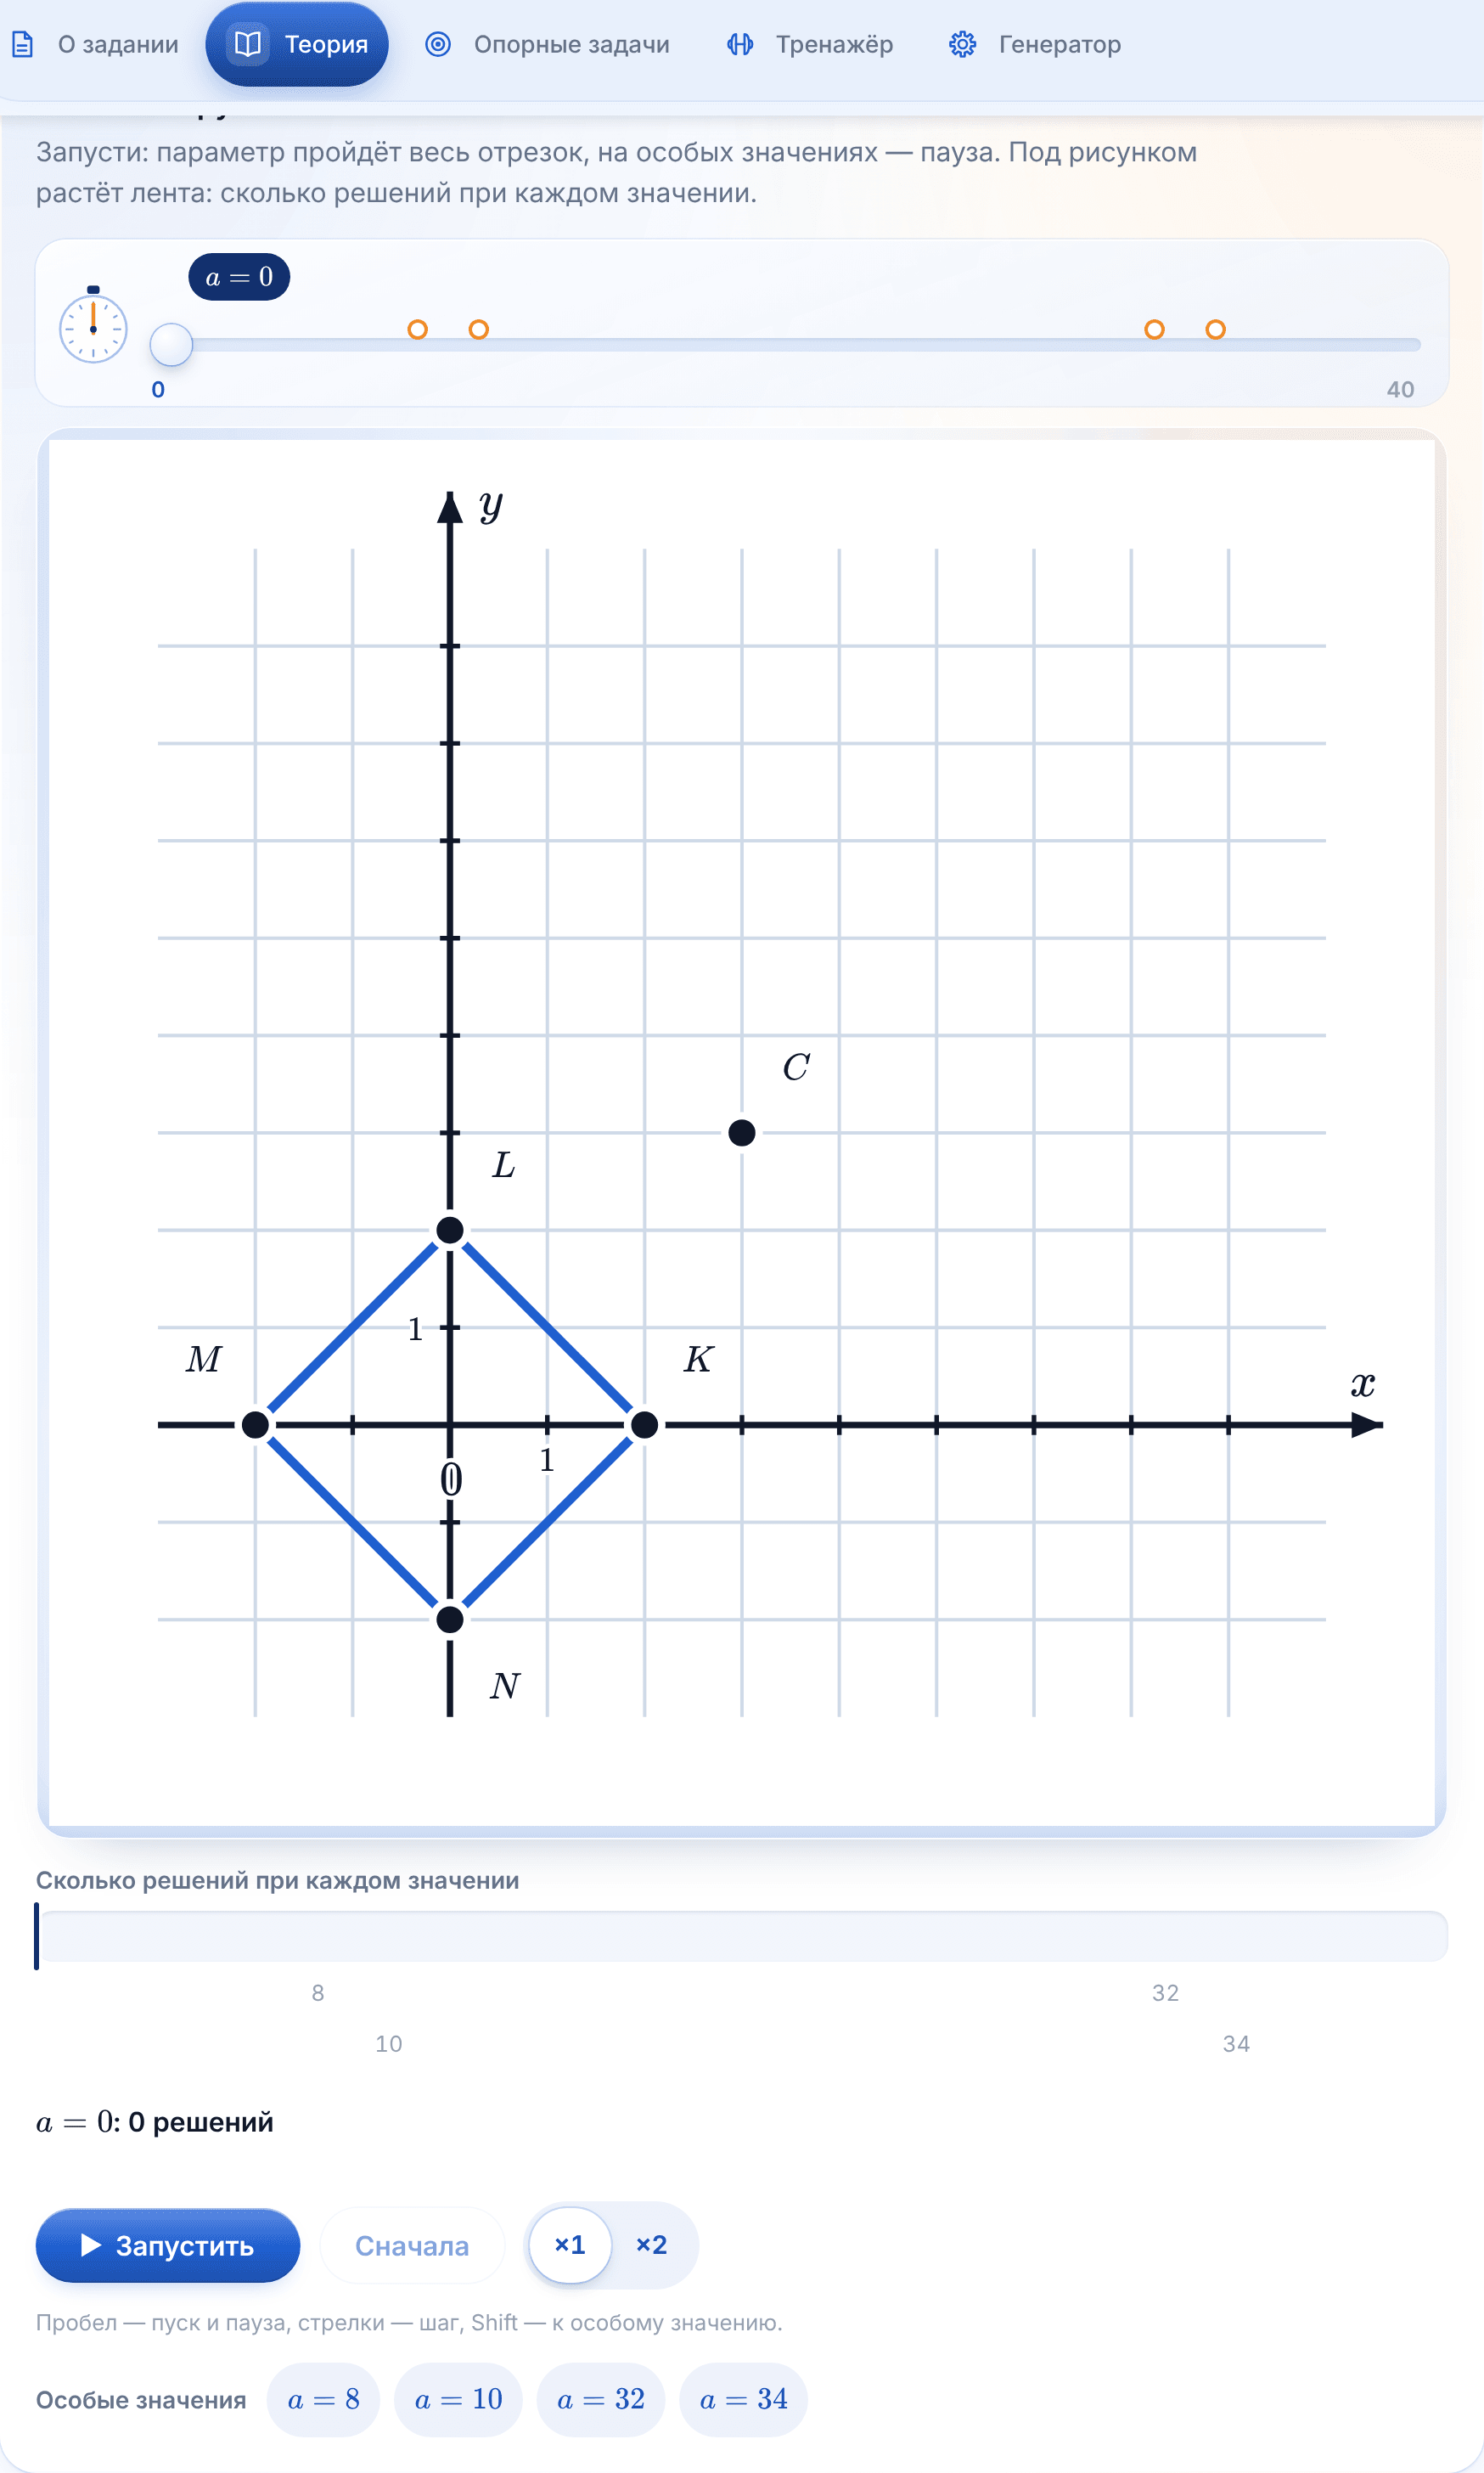 О задании Теория Опорные задачи Тренажёр Генератор
Запусти: параметр пройдёт весь отрезок, на особых значениях — пауза. Под рисунком
растёт лента: сколько решений при каждом значении.
a = 0
0 40
y
C
L
1
M K
x
0 1
N
Сколько решений при каждом значении
8 32
10 34
a = 0: 0 решений
Запустить Сначала ×1 ×2
Пробел — пуск и пауза, стрелки — шаг, Shift — к особому значению.
Особые значения a = 8 a = 10 a = 32 a = 34